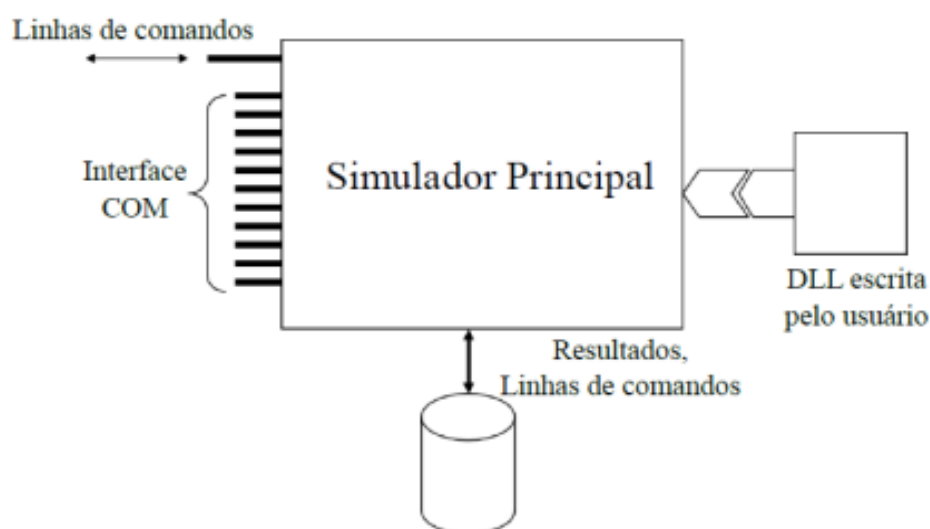 Linhas de comandos
Interface
COM
Simulador Principal
DLL escrita
pelo usuário
Resultados,
Linhas de comandos